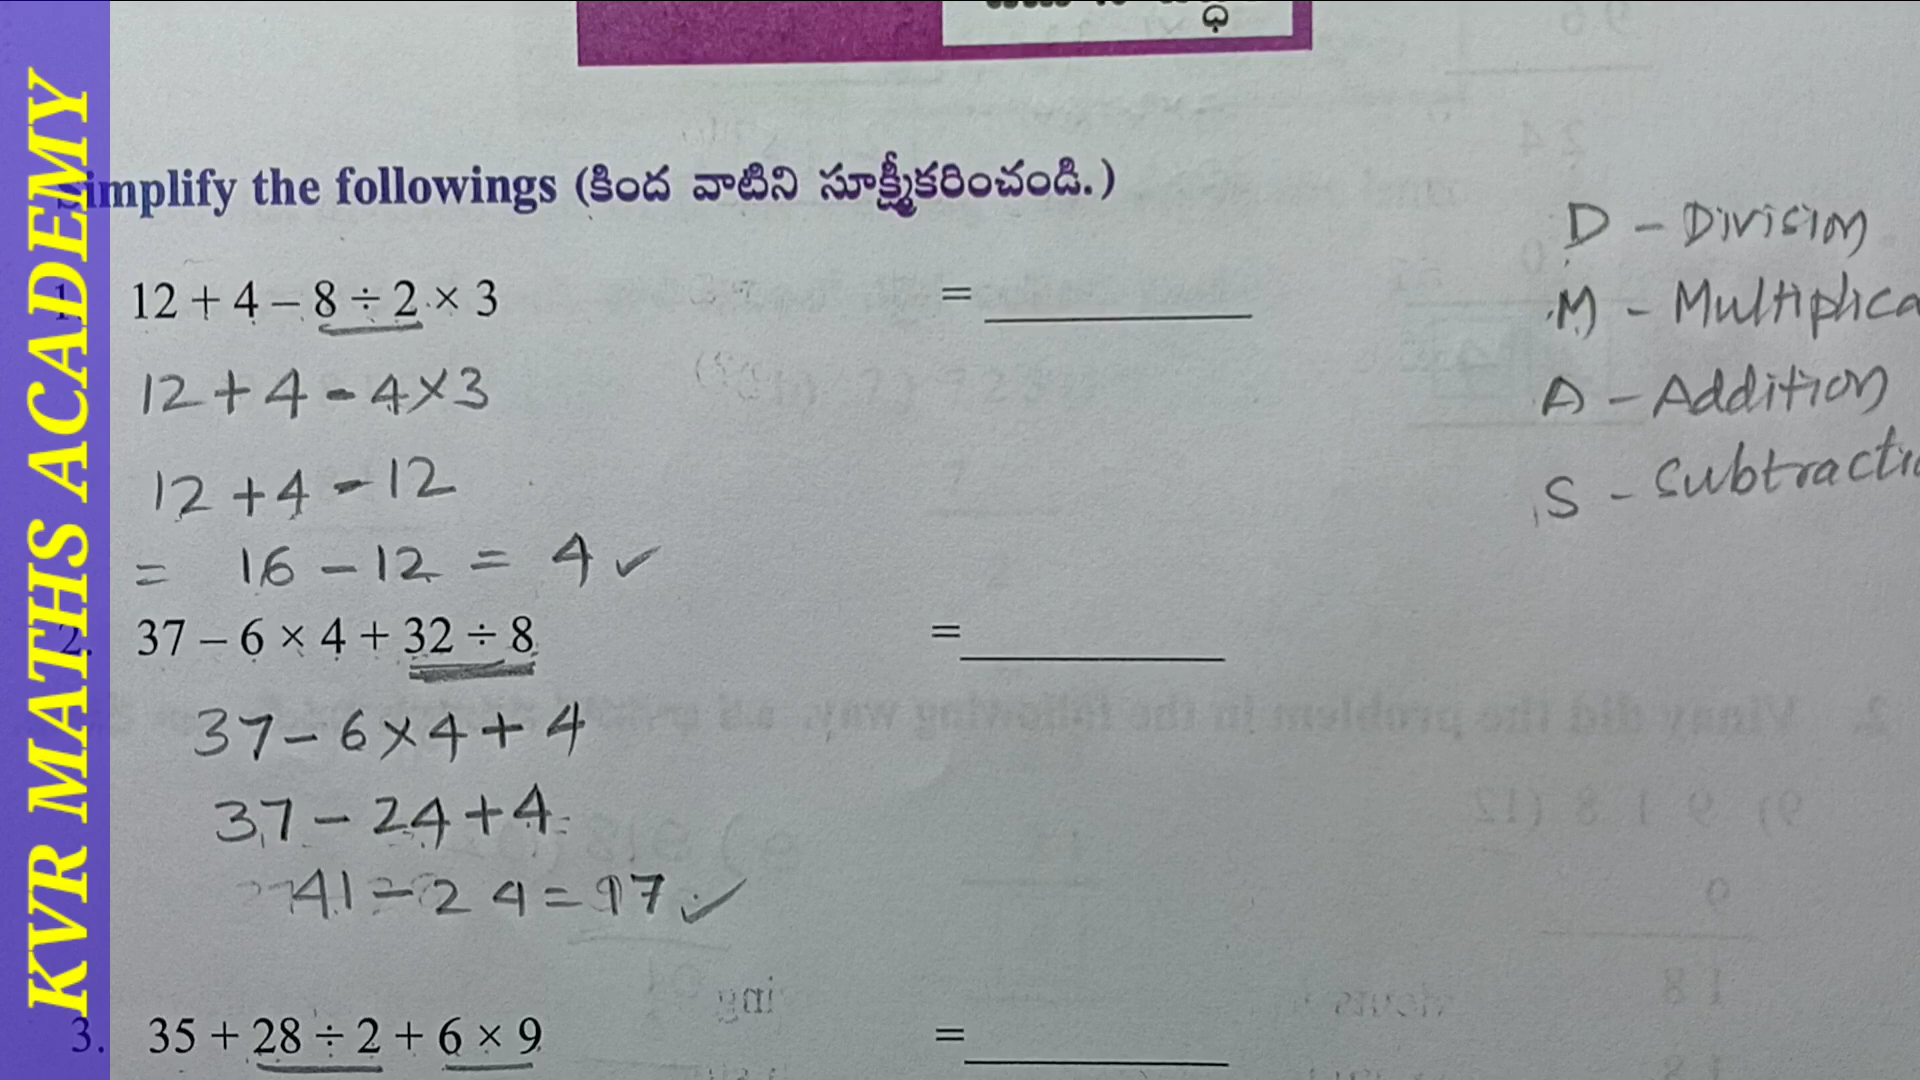 KVR MATHS ACADEMY
Simplify the followings (కింద వాటిని సూక్ష్మీకరించండి.)
D - Division
M - Multiplica
A - Addition
S - Subtractio
1. 12 + 4 – 8 ÷ 2 × 3 =
12 + 4 - 4 × 3
12 + 4 - 12
= 16 - 12 = 4 ✓
2. 37 – 6 × 4 + 32 ÷ 8 =
37 - 6 × 4 + 4
37 - 24 + 4
41 - 24 = 17 ✓
3. 35 + 28 ÷ 2 + 6 × 9 =